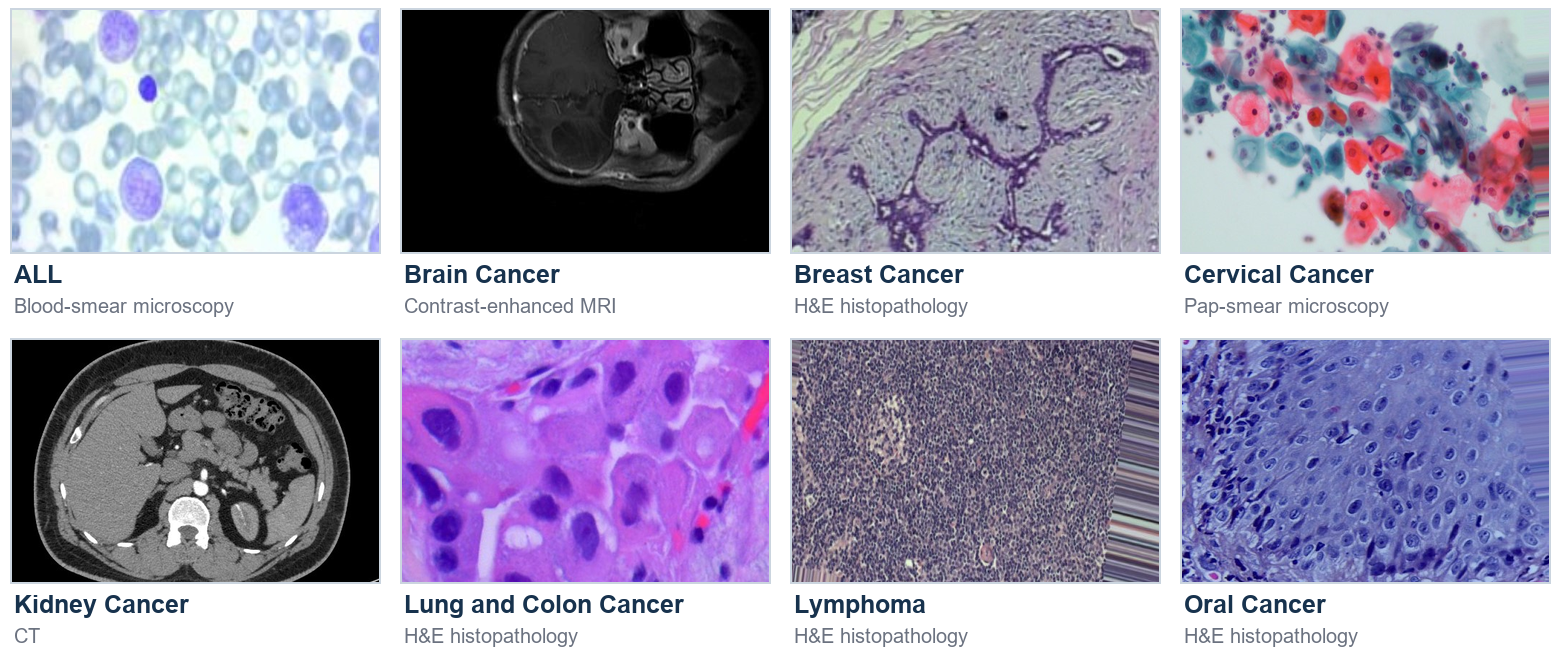 ALL
Blood-smear microscopy
Brain Cancer
Contrast-enhanced MRI
Breast Cancer
H&E histopathology
Cervical Cancer
Pap-smear microscopy
Kidney Cancer
CT
Lung and Colon Cancer
H&E histopathology
Lymphoma
H&E histopathology
Oral Cancer
H&E histopathology